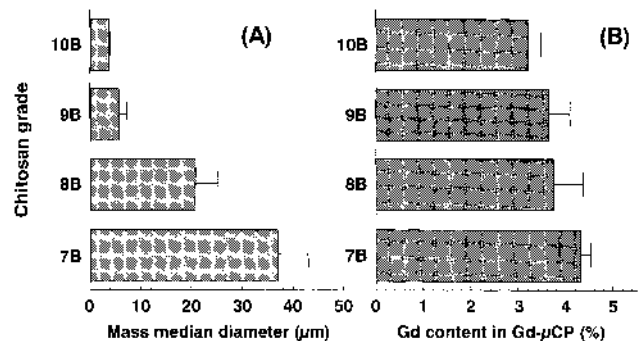 (A)
(B)
Chitosan grade
10B
9B
8B
7B
0 10 20 30 40 50
Mass median diameter (µm)
10B
9B
8B
7B
0 1 2 3 4 5
Gd content in Gd-µCP (%)